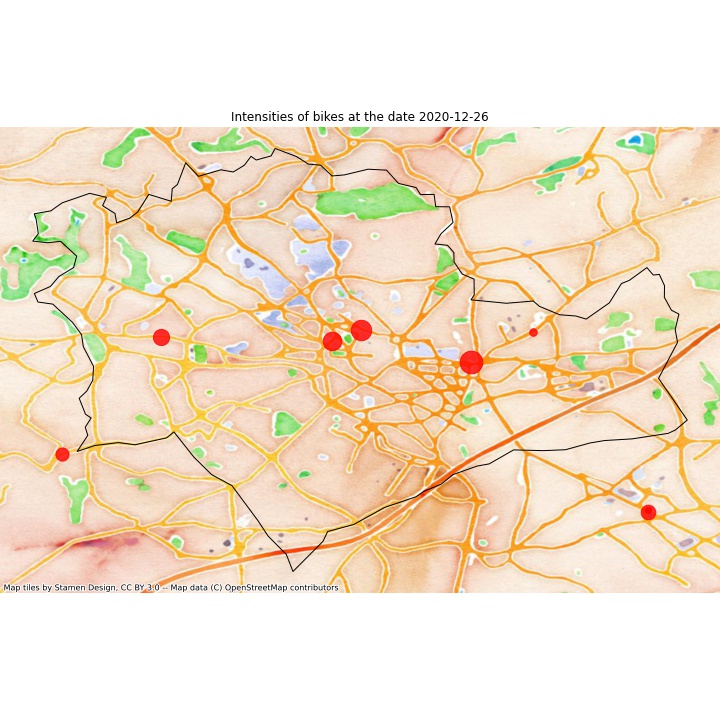 Intensities of bikes at the date 2020-12-26
Map tiles by Stamen Design, CC BY 3.0 -- Map data (C) OpenStreetMap contributors